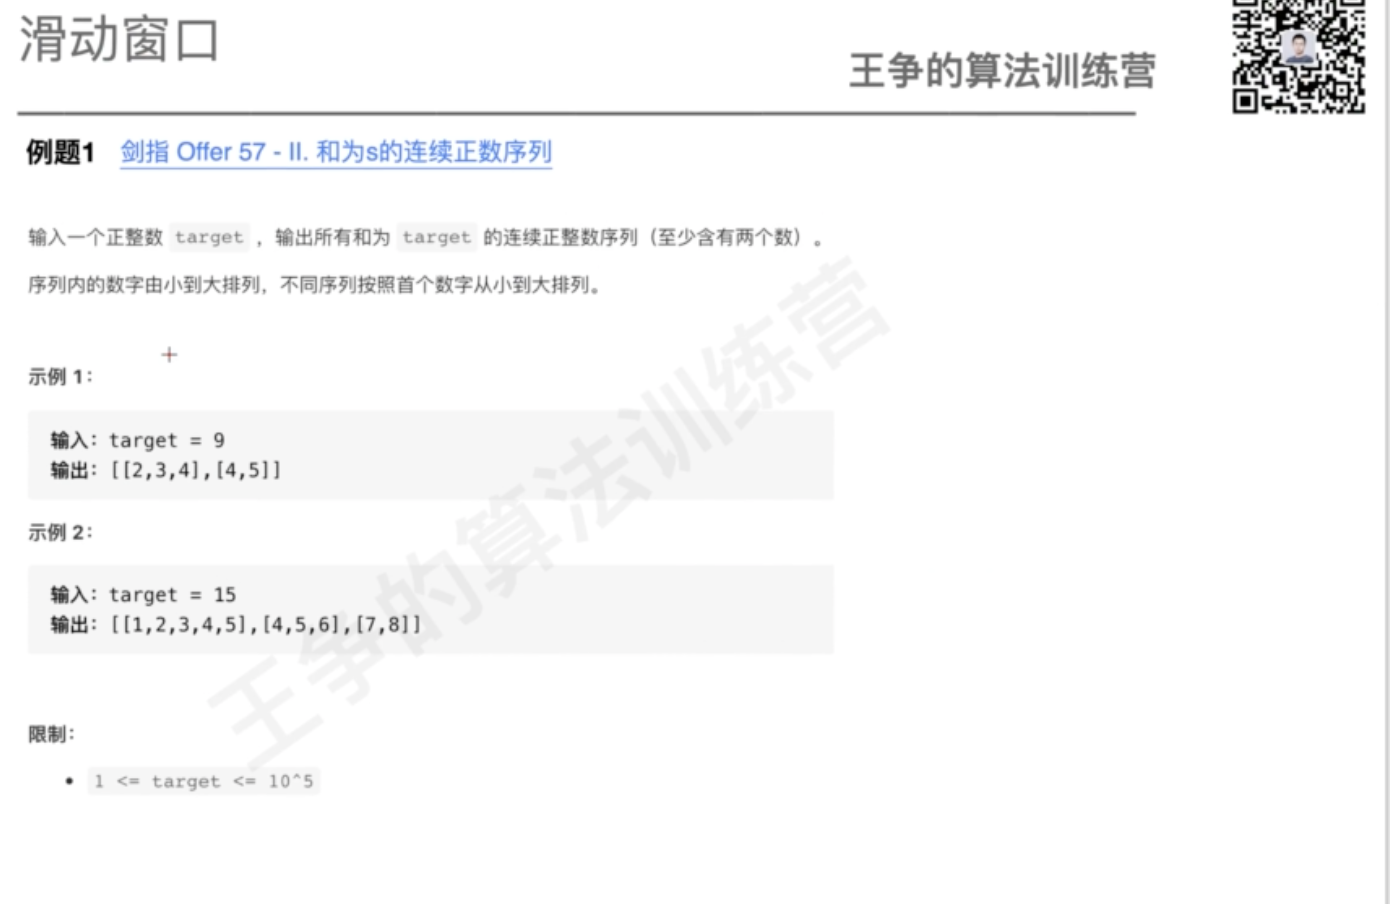 滑动窗口
王争的算法训练营
例题1 剑指 Offer 57 - II. 和为s的连续正数序列
输入一个正整数 target ，输出所有和为 target 的连续正整数序列（至少含有两个数）。
序列内的数字由小到大排列，不同序列按照首个数字从小到大排列。
示例 1：
输入：target = 9
输出：[[2,3,4],[4,5]]
示例 2：
输入：target = 15
输出：[[1,2,3,4,5],[4,5,6],[7,8]]
限制：
• 1 <= target <= 10^5
王争的算法训练营